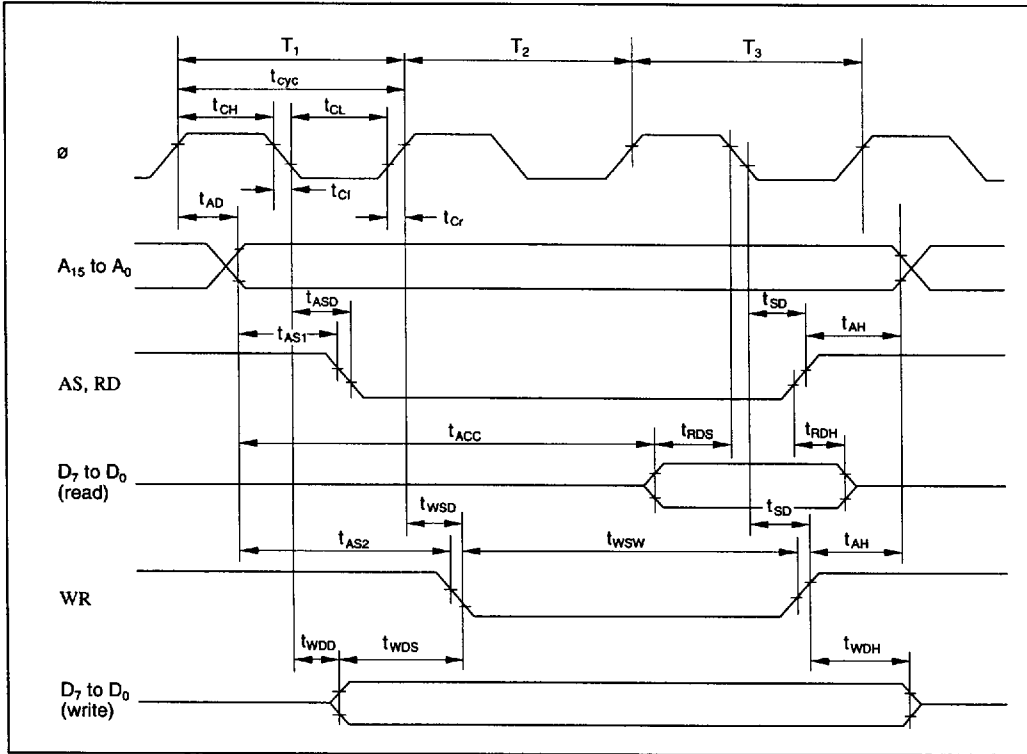 T₁ T₂ T₃
tcyc
tCH tCL
ø
tCf
tAD tCr
A₁₅ to A₀
tASD tSD
tAS1 tAH
AS, RD
tACC tRDS tRDH
D₇ to D₀
(read)
tWSD tSD
tAS2 tWSW tAH
WR
tWDD tWDS tWDH
D₇ to D₀
(write)